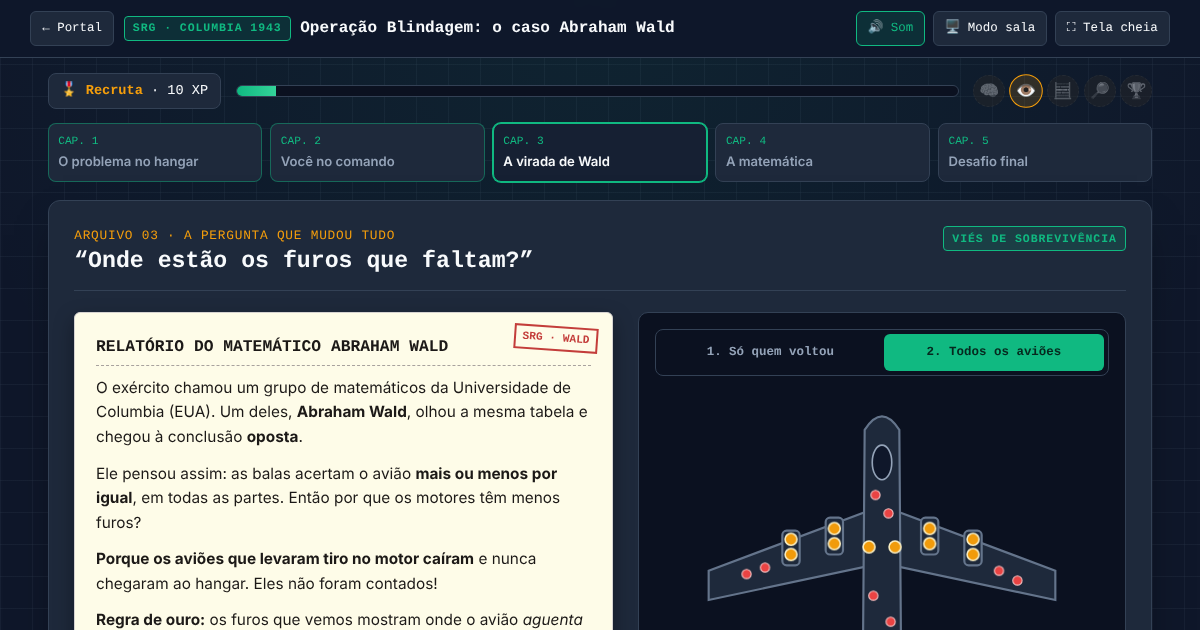 ← Portal
SRG · COLUMBIA 1943
Operação Blindagem: o caso Abraham Wald
Som
Modo sala
Tela cheia
Recruta · 10 XP
CAP. 1
O problema no hangar
CAP. 2
Você no comando
CAP. 3
A virada de Wald
CAP. 4
A matemática
CAP. 5
Desafio final
ARQUIVO 03 · A PERGUNTA QUE MUDOU TUDO
“Onde estão os furos que faltam?”
VIÉS DE SOBREVIVÊNCIA
SRG · WALD
RELATÓRIO DO MATEMÁTICO ABRAHAM WALD
O exército chamou um grupo de matemáticos da Universidade de
Columbia (EUA). Um deles, Abraham Wald, olhou a mesma tabela e
chegou à conclusão oposta.
Ele pensou assim: as balas acertam o avião mais ou menos por
igual, em todas as partes. Então por que os motores têm menos
furos?
Porque os aviões que levaram tiro no motor caíram e nunca
chegaram ao hangar. Eles não foram contados!
Regra de ouro: os furos que vemos mostram onde o avião aguenta
1. Só quem voltou
2. Todos os aviões